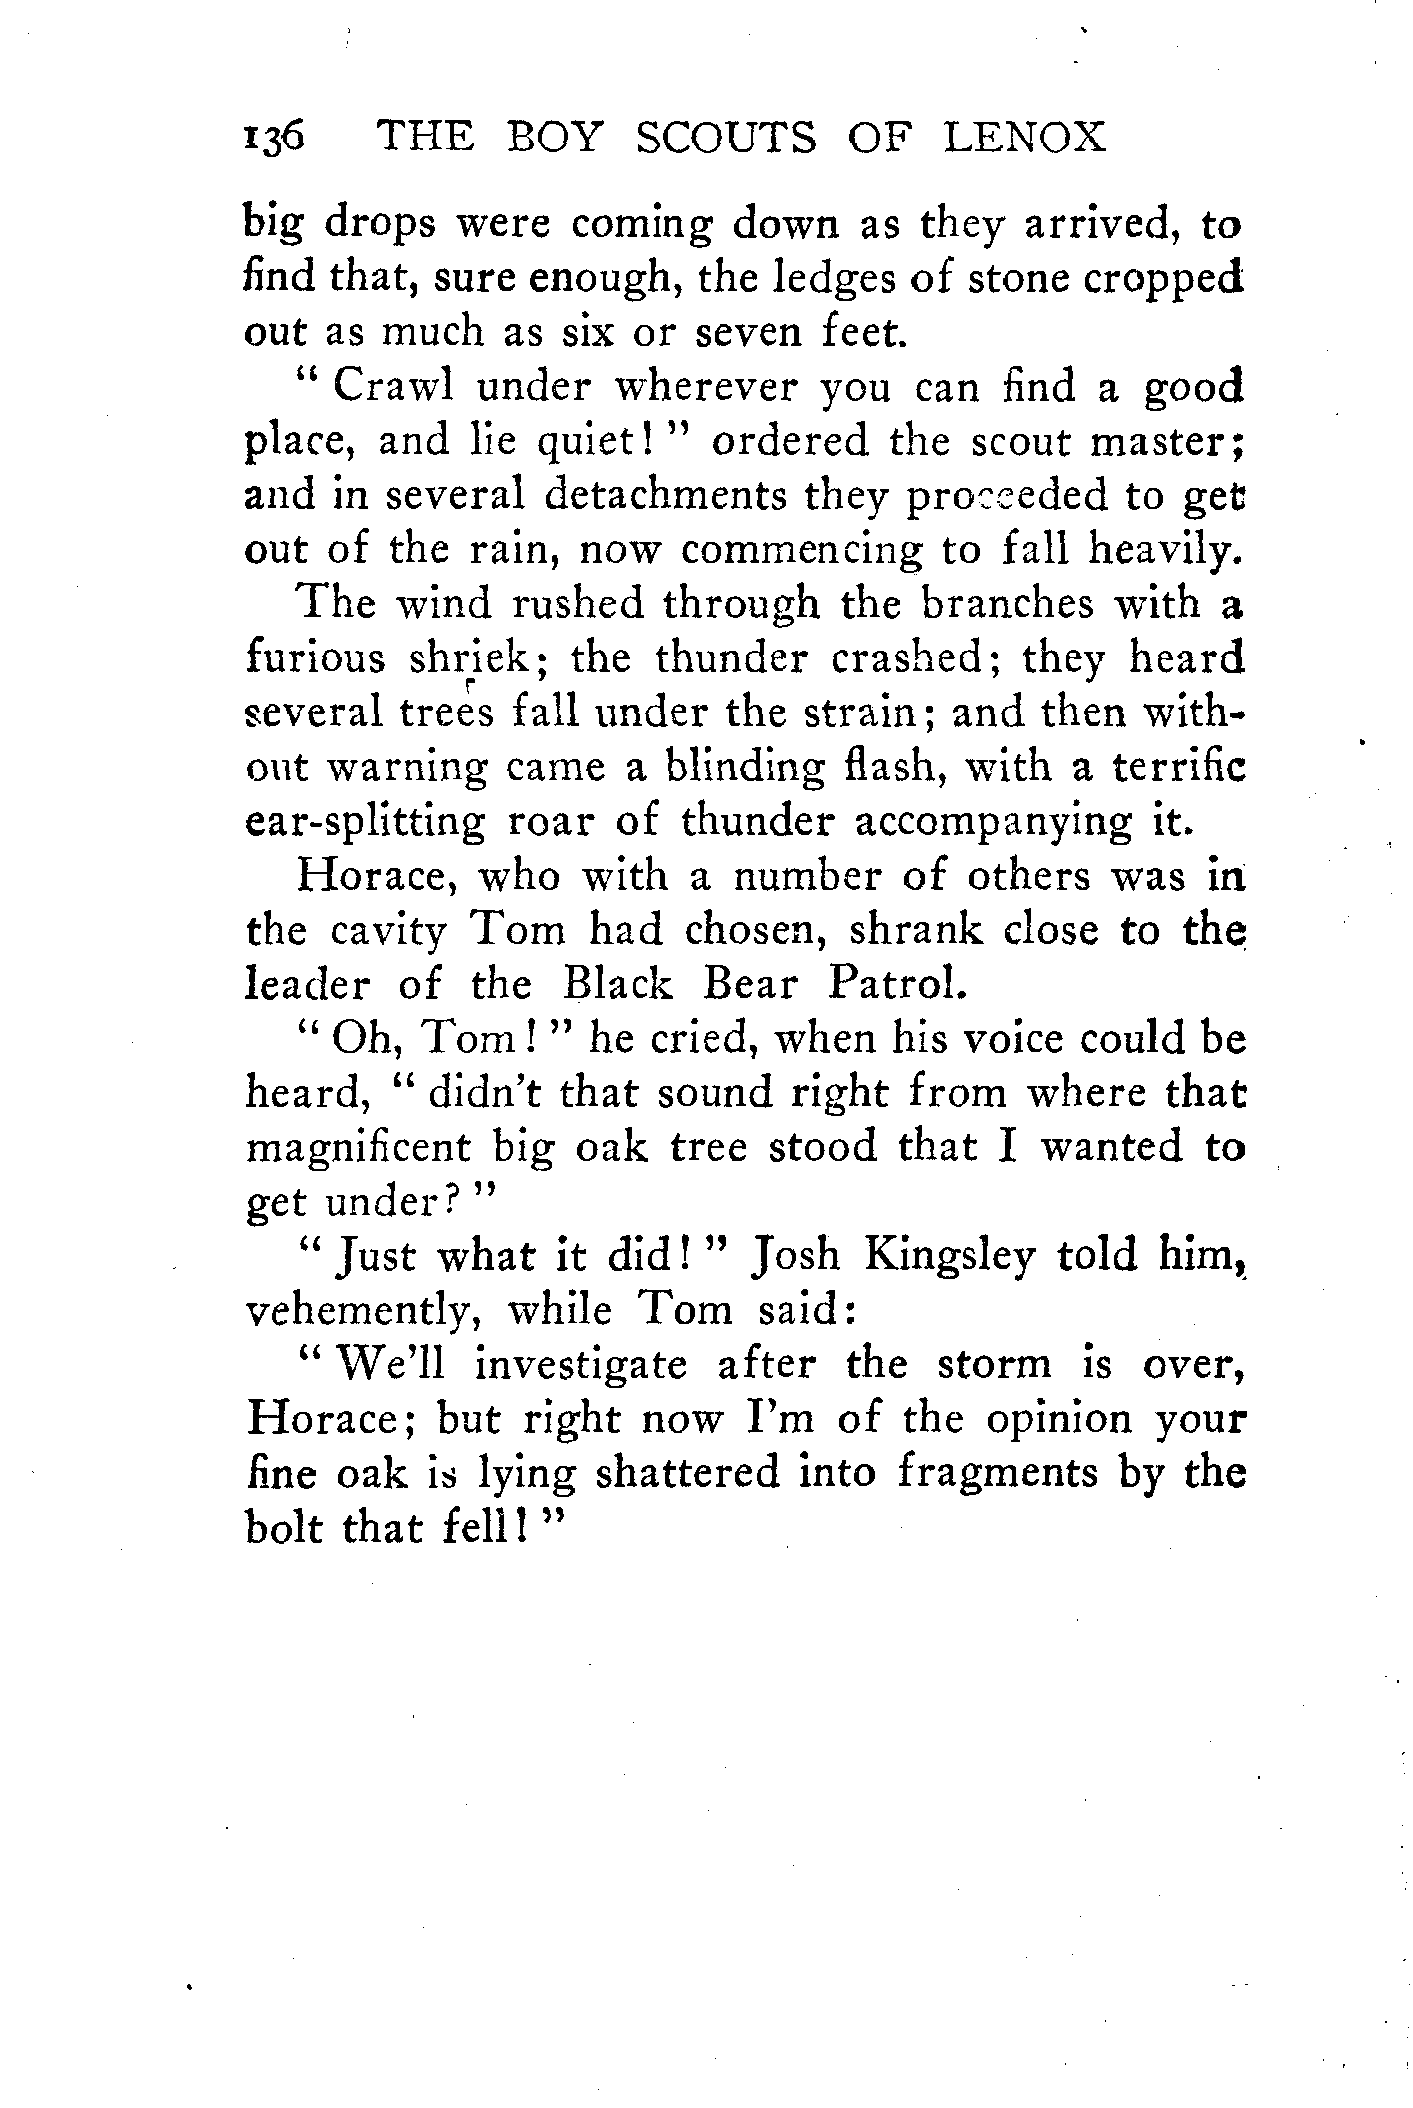 136 THE BOY SCOUTS OF LENOX
big drops were coming down as they arrived, to
find that, sure enough, the ledges of stone cropped
out as much as six or seven feet.
" Crawl under wherever you can find a good
place, and lie quiet! " ordered the scout master;
and in several detachments they proceeded to get
out of the rain, now commencing to fall heavily.
The wind rushed through the branches with a
furious shriek; the thunder crashed; they heard
several trees fall under the strain; and then with-
out warning came a blinding flash, with a terrific
ear-splitting roar of thunder accompanying it.
Horace, who with a number of others was in
the cavity Tom had chosen, shrank close to the
leader of the Black Bear Patrol.
" Oh, Tom! " he cried, when his voice could be
heard, " didn't that sound right from where that
magnificent big oak tree stood that I wanted to
get under? "
" Just what it did! " Josh Kingsley told him,
vehemently, while Tom said:
" We'll investigate after the storm is over,
Horace; but right now I'm of the opinion your
fine oak is lying shattered into fragments by the
bolt that fell! "